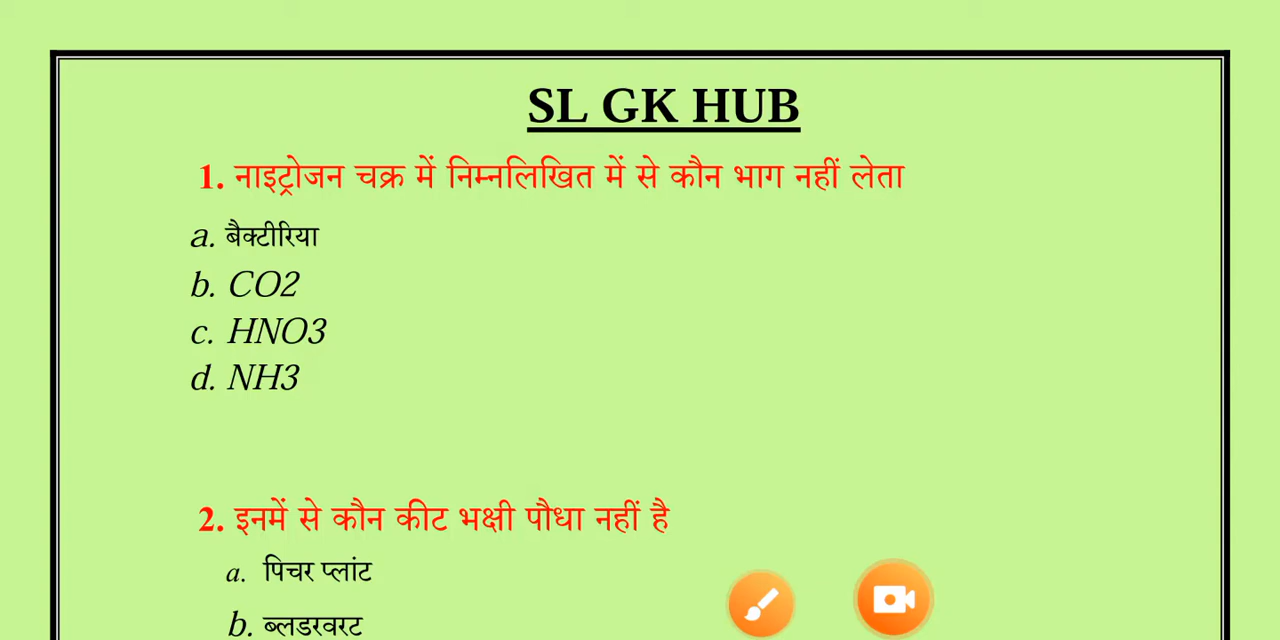 SL GK HUB
1. नाइट्रोजन चक्र में निम्नलिखित में से कौन भाग नहीं लेता
a. बैक्टीरिया
b. CO2
c. HNO3
d. NH3
2. इनमें से कौन कीट भक्षी पौधा नहीं है
a. पिचर प्लांट
b. ब्लडरवरट